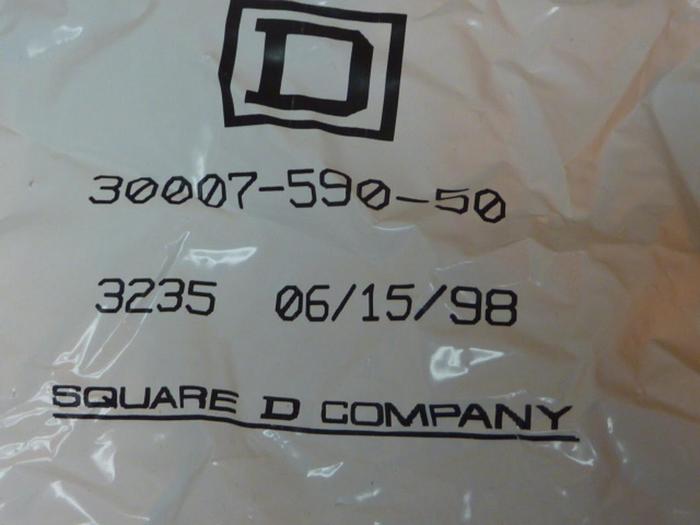 D
30007-590-50
3235 06/15/98
SQUARE D COMPANY